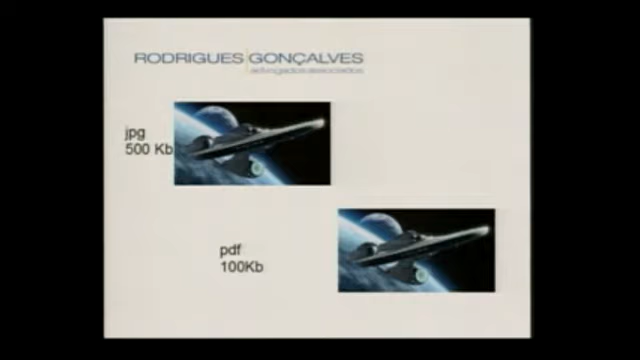 RODRIGUES GONÇALVES
advogados associados
jpg
500 Kb
pdf
100Kb